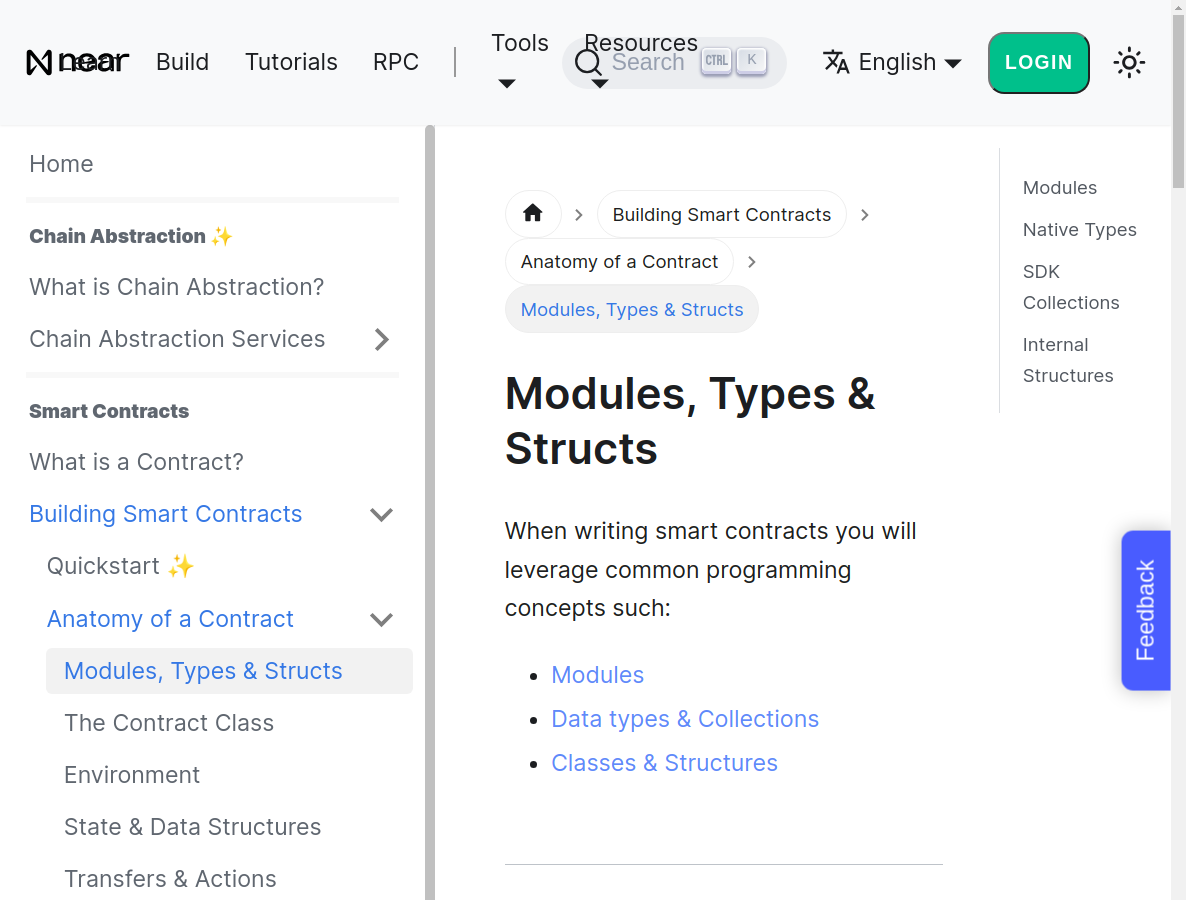 near
Learn
Build
Tutorials
RPC
Tools
Resources
Search
CTRL
K
English
LOGIN
Home
Chain Abstraction ✨
What is Chain Abstraction?
Chain Abstraction Services
Smart Contracts
What is a Contract?
Building Smart Contracts
Quickstart ✨
Anatomy of a Contract
Modules, Types & Structs
The Contract Class
Environment
State & Data Structures
Transfers & Actions
Building Smart Contracts
Anatomy of a Contract
Modules, Types & Structs
Modules, Types &
Structs
When writing smart contracts you will
leverage common programming
concepts such:
Modules
Data types & Collections
Classes & Structures
Modules
Native Types
SDK
Collections
Internal
Structures
Feedback